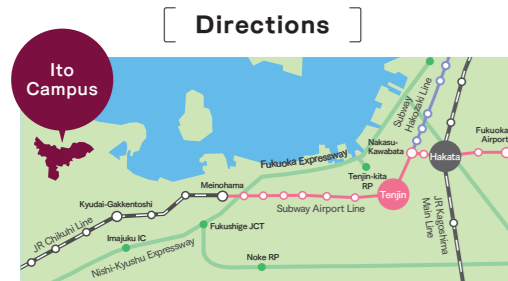 Directions
Ito
Campus
Subway
Hakozaki Line
Nakasu-
Kawabata
Fukuoka
Airport
Hakata
Fukuoka Expressway
Tenjin-kita
RP
Meinohama
Tenjin
Kyudai-Gakkentoshi
Subway Airport Line
JR Kagoshima
Main Line
JR Chikuhi Line
Imajuku IC
Fukushige JCT
Nishi-Kyushu Expressway
Noke RP